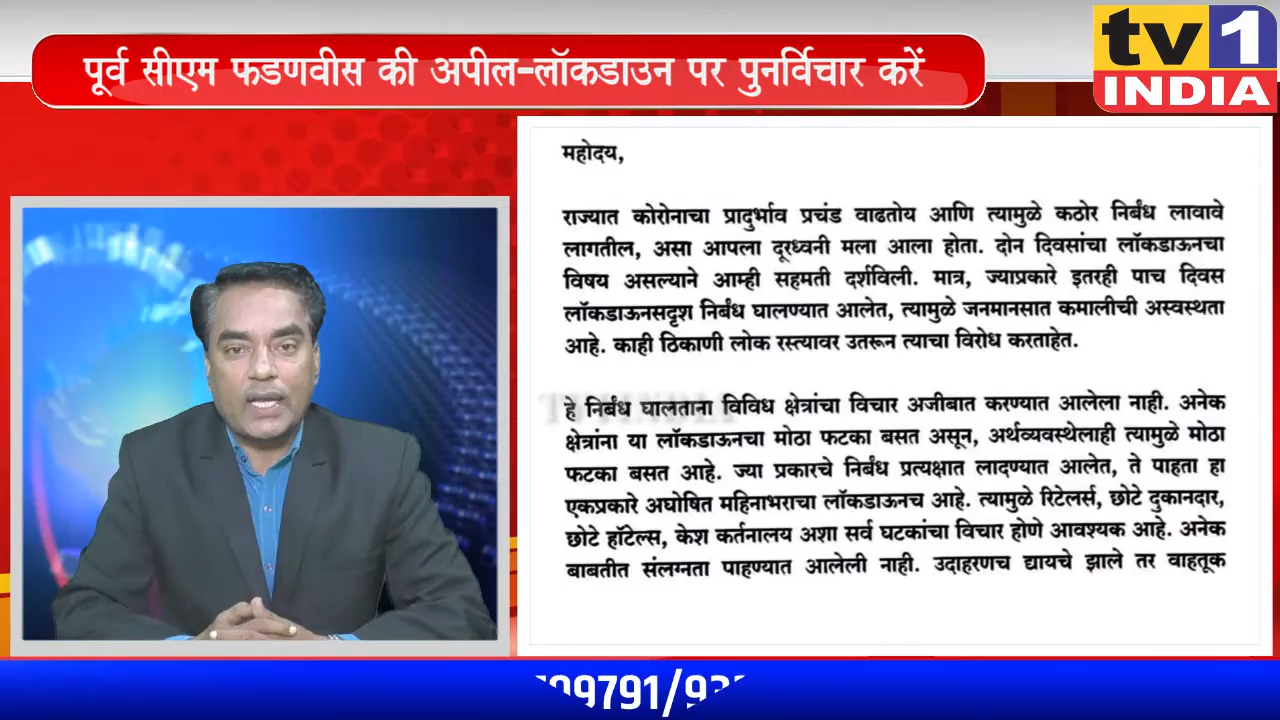 पूर्व सीएम फडणवीस की अपील-लॉकडाउन पर पुनर्विचार करें
tv1
INDIA
महोदय,
राज्यात कोरोनाचा प्रादुर्भाव प्रचंड वाढतोय आणि त्यामुळे कठोर निर्बंध लावावे
लागतील, असा आपला दूरध्वनी मला आला होता. दोन दिवसांचा लॉकडाऊनचा
विषय असल्याने आम्ही सहमती दर्शविली. मात्र, ज्याप्रकारे इतरही पाच दिवस
लॉकडाऊनसदृश निर्बंध घालण्यात आलेत, त्यामुळे जनमानसात कमालीची अस्वस्थता
आहे. काही ठिकाणी लोक रस्त्यावर उतरून त्याचा विरोध करताहेत.
हे निर्बंध घालताना विविध क्षेत्रांचा विचार अजीबात करण्यात आलेला नाही. अनेक
क्षेत्रांना या लॉकडाऊनचा मोठा फटका बसत असून, अर्थव्यवस्थेलाही त्यामुळे मोठा
फटका बसत आहे. ज्या प्रकारचे निर्बंध प्रत्यक्षात लादण्यात आलेत, ते पाहता हा
एकप्रकारे अघोषित महिनाभराचा लॉकडाऊनच आहे. त्यामुळे रिटेलर्स, छोटे दुकानदार,
छोटे हॉटेल्स, केश कर्तनालय अशा सर्व घटकांचा विचार होणे आवश्यक आहे. अनेक
बाबतीत संलग्नता पाहण्यात आलेली नाही. उदाहरणच द्यायचे झाले तर वाहतूक